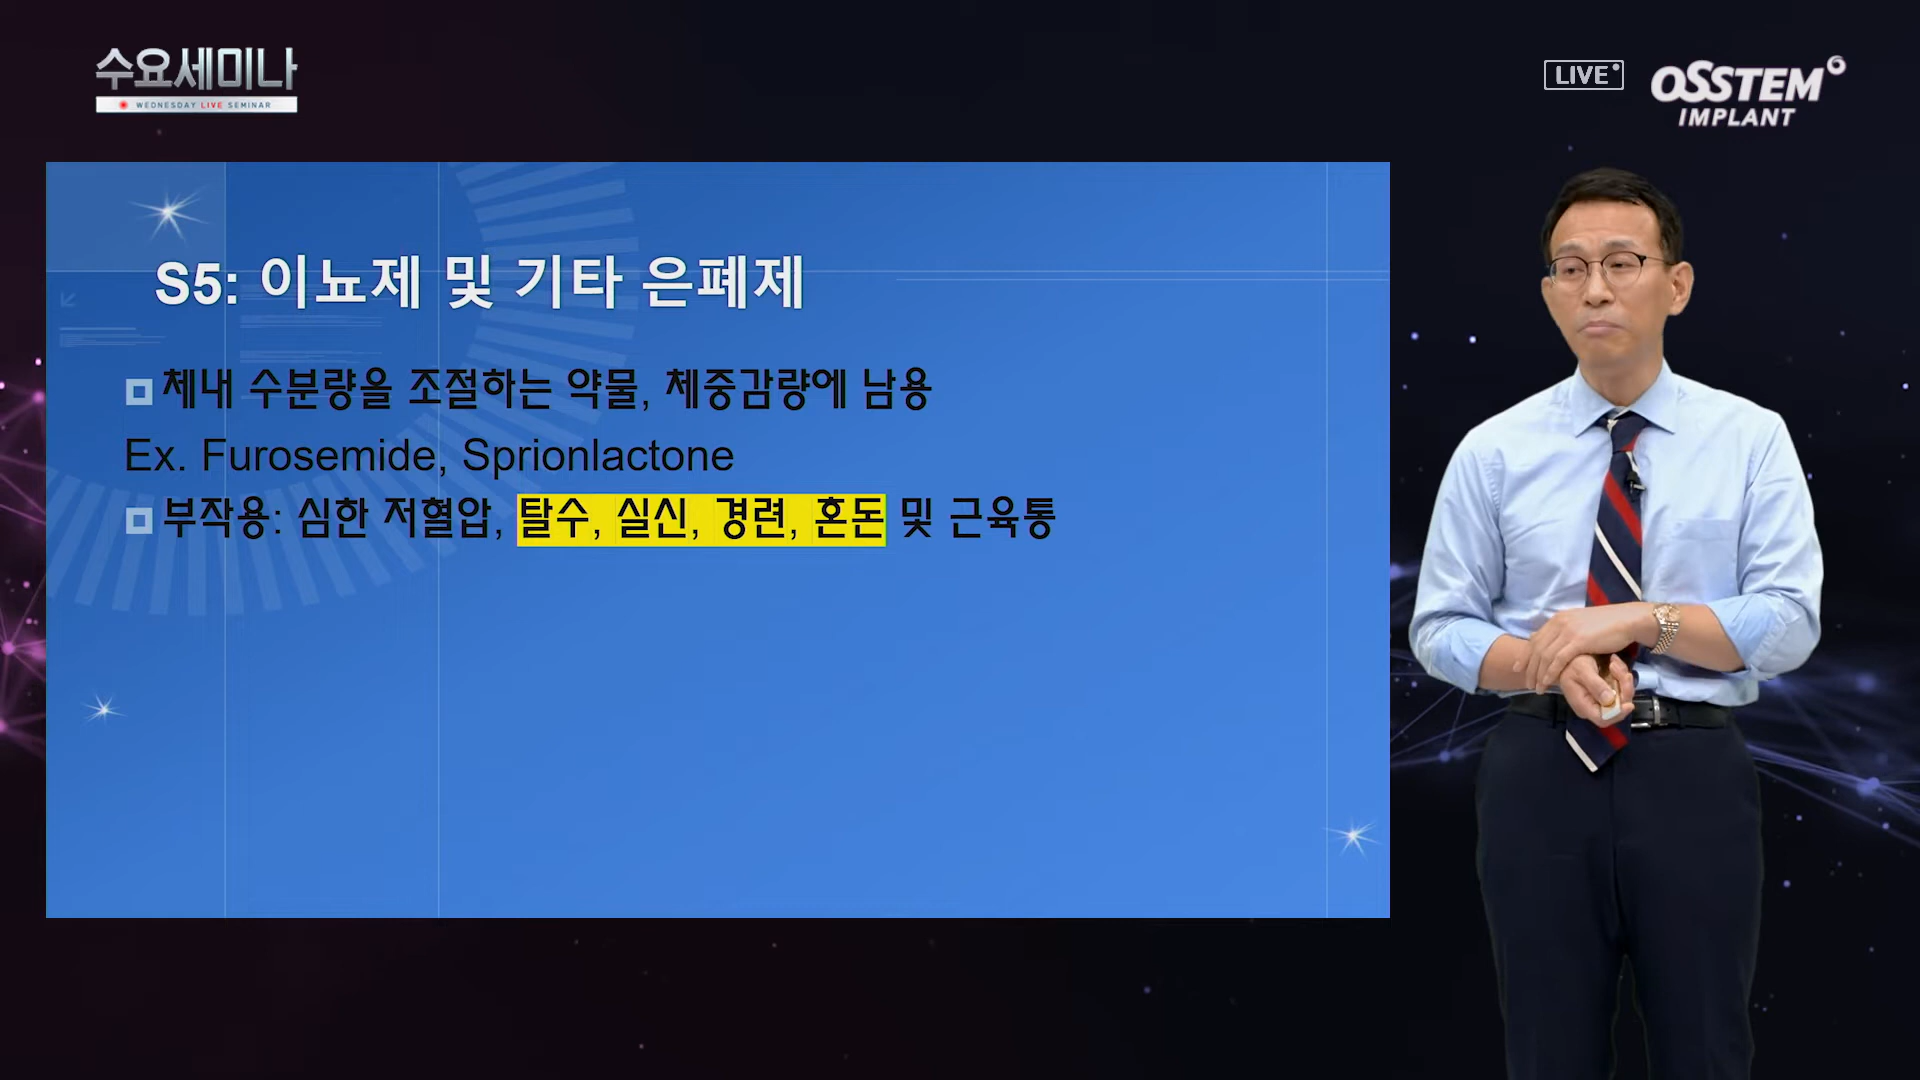 수요세미나
WEDNESDAY LIVE SEMINAR
LIVE
OSSTEM
IMPLANT
S5: 이뇨제 및 기타 은폐제
체내 수분량을 조절하는 약물, 체중감량에 남용
Ex. Furosemide, Sprionlactone
부작용: 심한 저혈압, 탈수, 실신, 경련, 혼돈 및 근육통